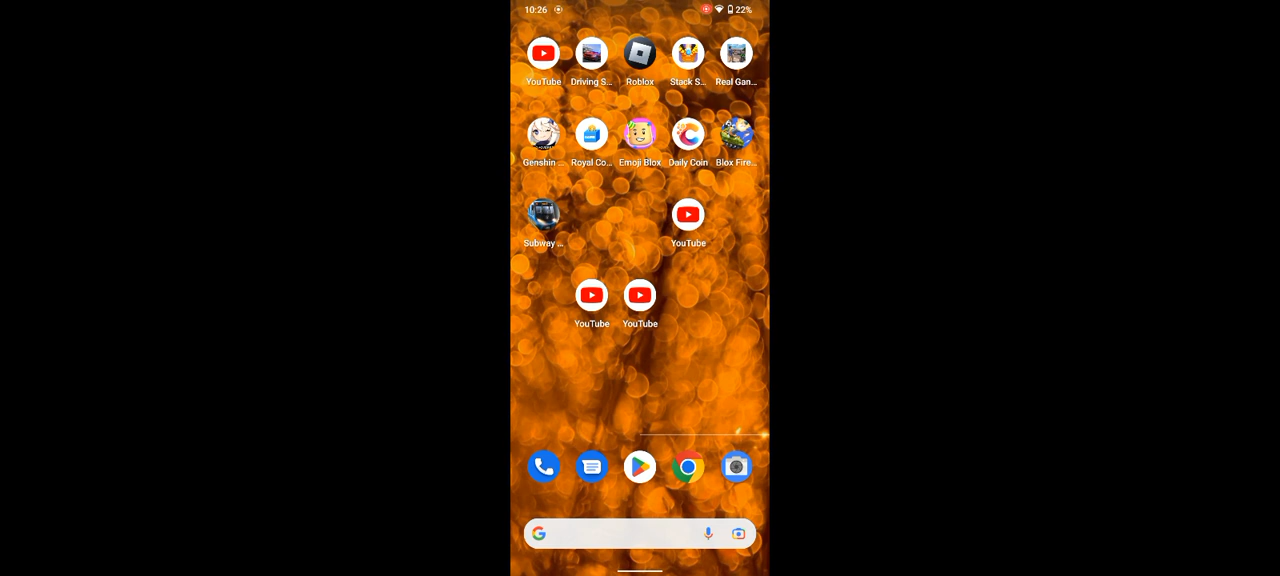 10:26 22%
YouTube Driving S... Roblox Stack S... Real Gan...
Genshin ... Royal Co... Emoji Blox Daily Coin Blox Fire...
Subway ... YouTube
YouTube YouTube